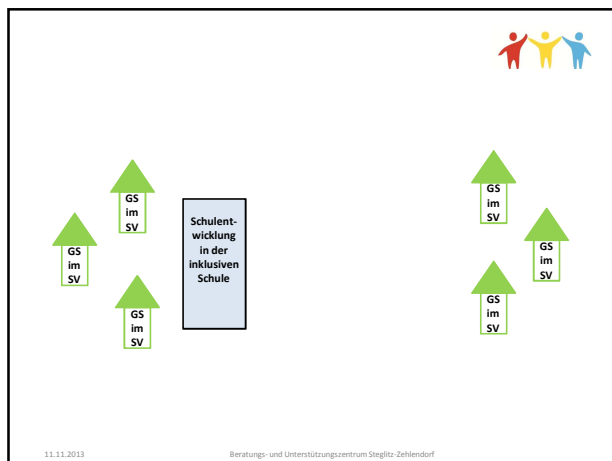 GS
im
SV
GS
im
SV
GS
im
SV
Schulent-
wicklung
in der
inklusiven
Schule
GS
im
SV
GS
im
SV
GS
im
SV
11.11.2013
Beratungs- und Unterstützungszentrum Steglitz-Zehlendorf